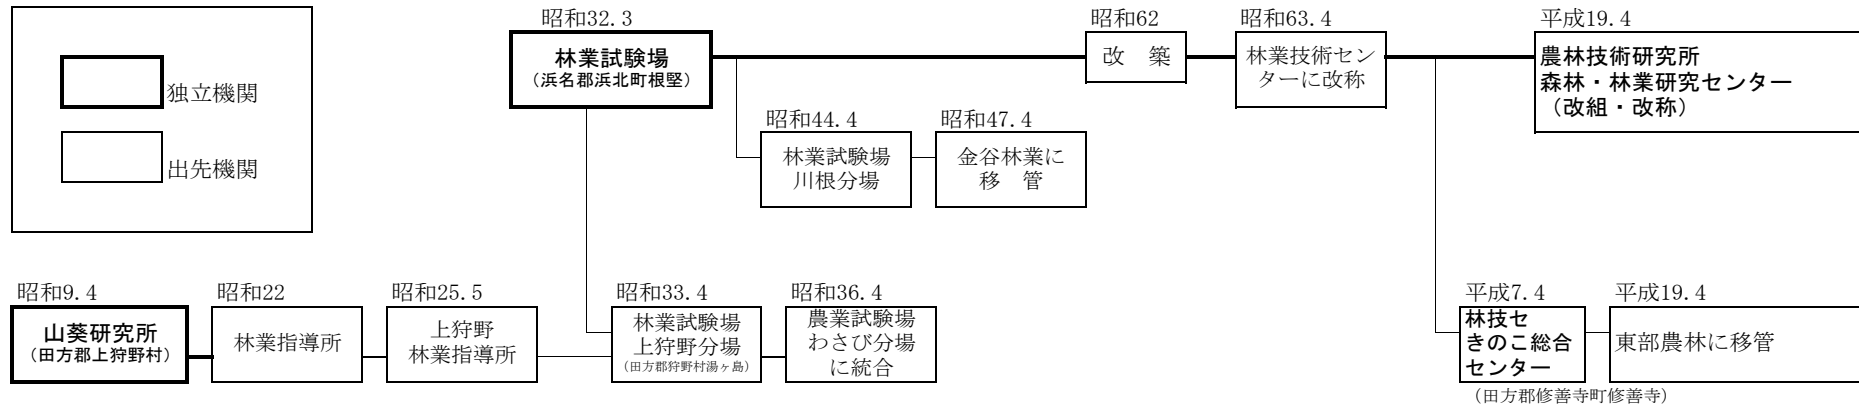 独立機関
出先機関
昭和32.3
林業試験場
（浜名郡浜北町根堅）
昭和62
改　築
昭和63.4
林業技術セン
ターに改称
平成19.4
農林技術研究所
森林・林業研究センター
（改組・改称）
昭和44.4
林業試験場
川根分場
昭和47.4
金谷林業に
移　管
昭和9.4
山葵研究所
（田方郡上狩野村）
昭和22
林業指導所
昭和25.5
上狩野
林業指導所
昭和33.4
林業試験場
上狩野分場
（田方郡狩野村湯ヶ島）
昭和36.4
農業試験場
わさび分場
に統合
平成7.4
林技セ
きのこ総合
センター
（田方郡修善寺町修善寺）
平成19.4
東部農林に移管